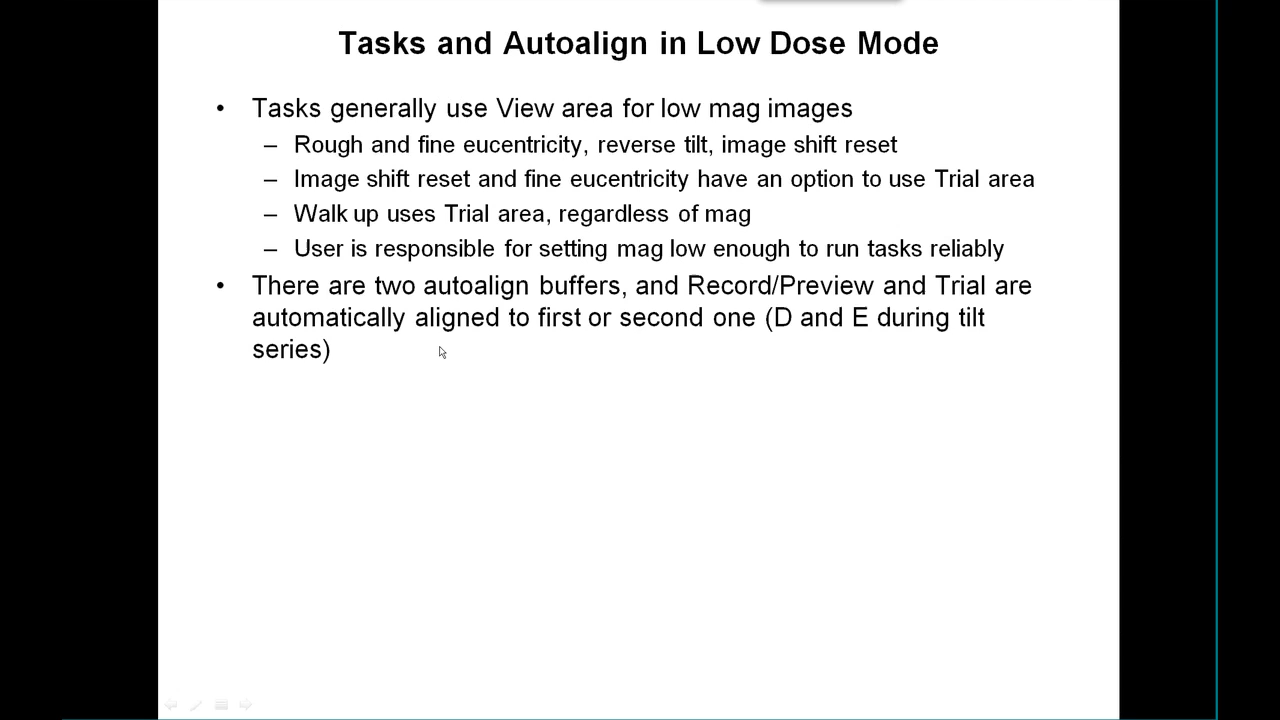 Tasks and Autoalign in Low Dose Mode
• Tasks generally use View area for low mag images
– Rough and fine eucentricity, reverse tilt, image shift reset
– Image shift reset and fine eucentricity have an option to use Trial area
– Walk up uses Trial area, regardless of mag
– User is responsible for setting mag low enough to run tasks reliably
• There are two autoalign buffers, and Record/Preview and Trial are
automatically aligned to first or second one (D and E during tilt
series)